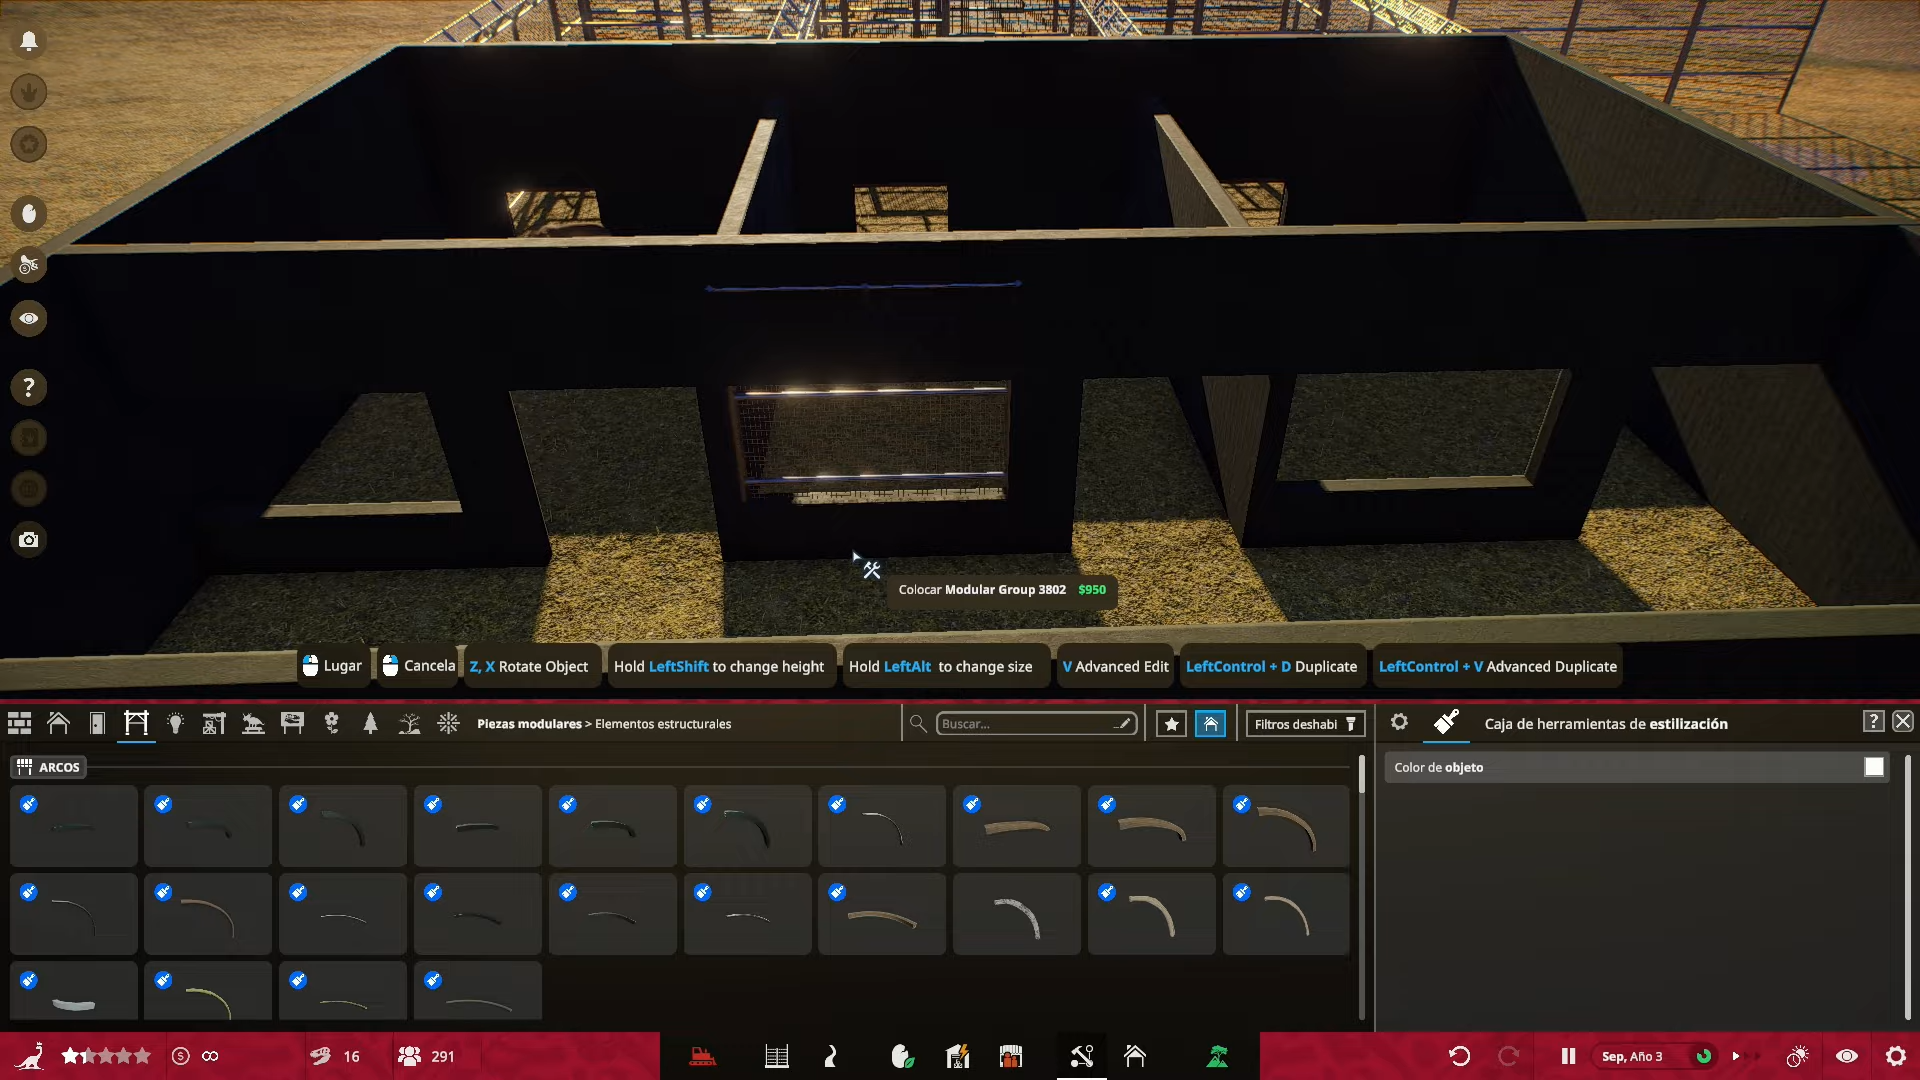 ?
Colocar Modular Group 3802 $950
Lugar
Cancela
Z, X Rotate Object
Hold LeftShift to change height
Hold LeftAlt to change size
V Advanced Edit
LeftControl + D Duplicate
LeftControl + V Advanced Duplicate
Piezas modulares > Elementos estructurales
Buscar...
Filtros deshabi
Caja de herramientas de estilización
?
ARCOS
Color de objeto
16
291
Sep, Año 3